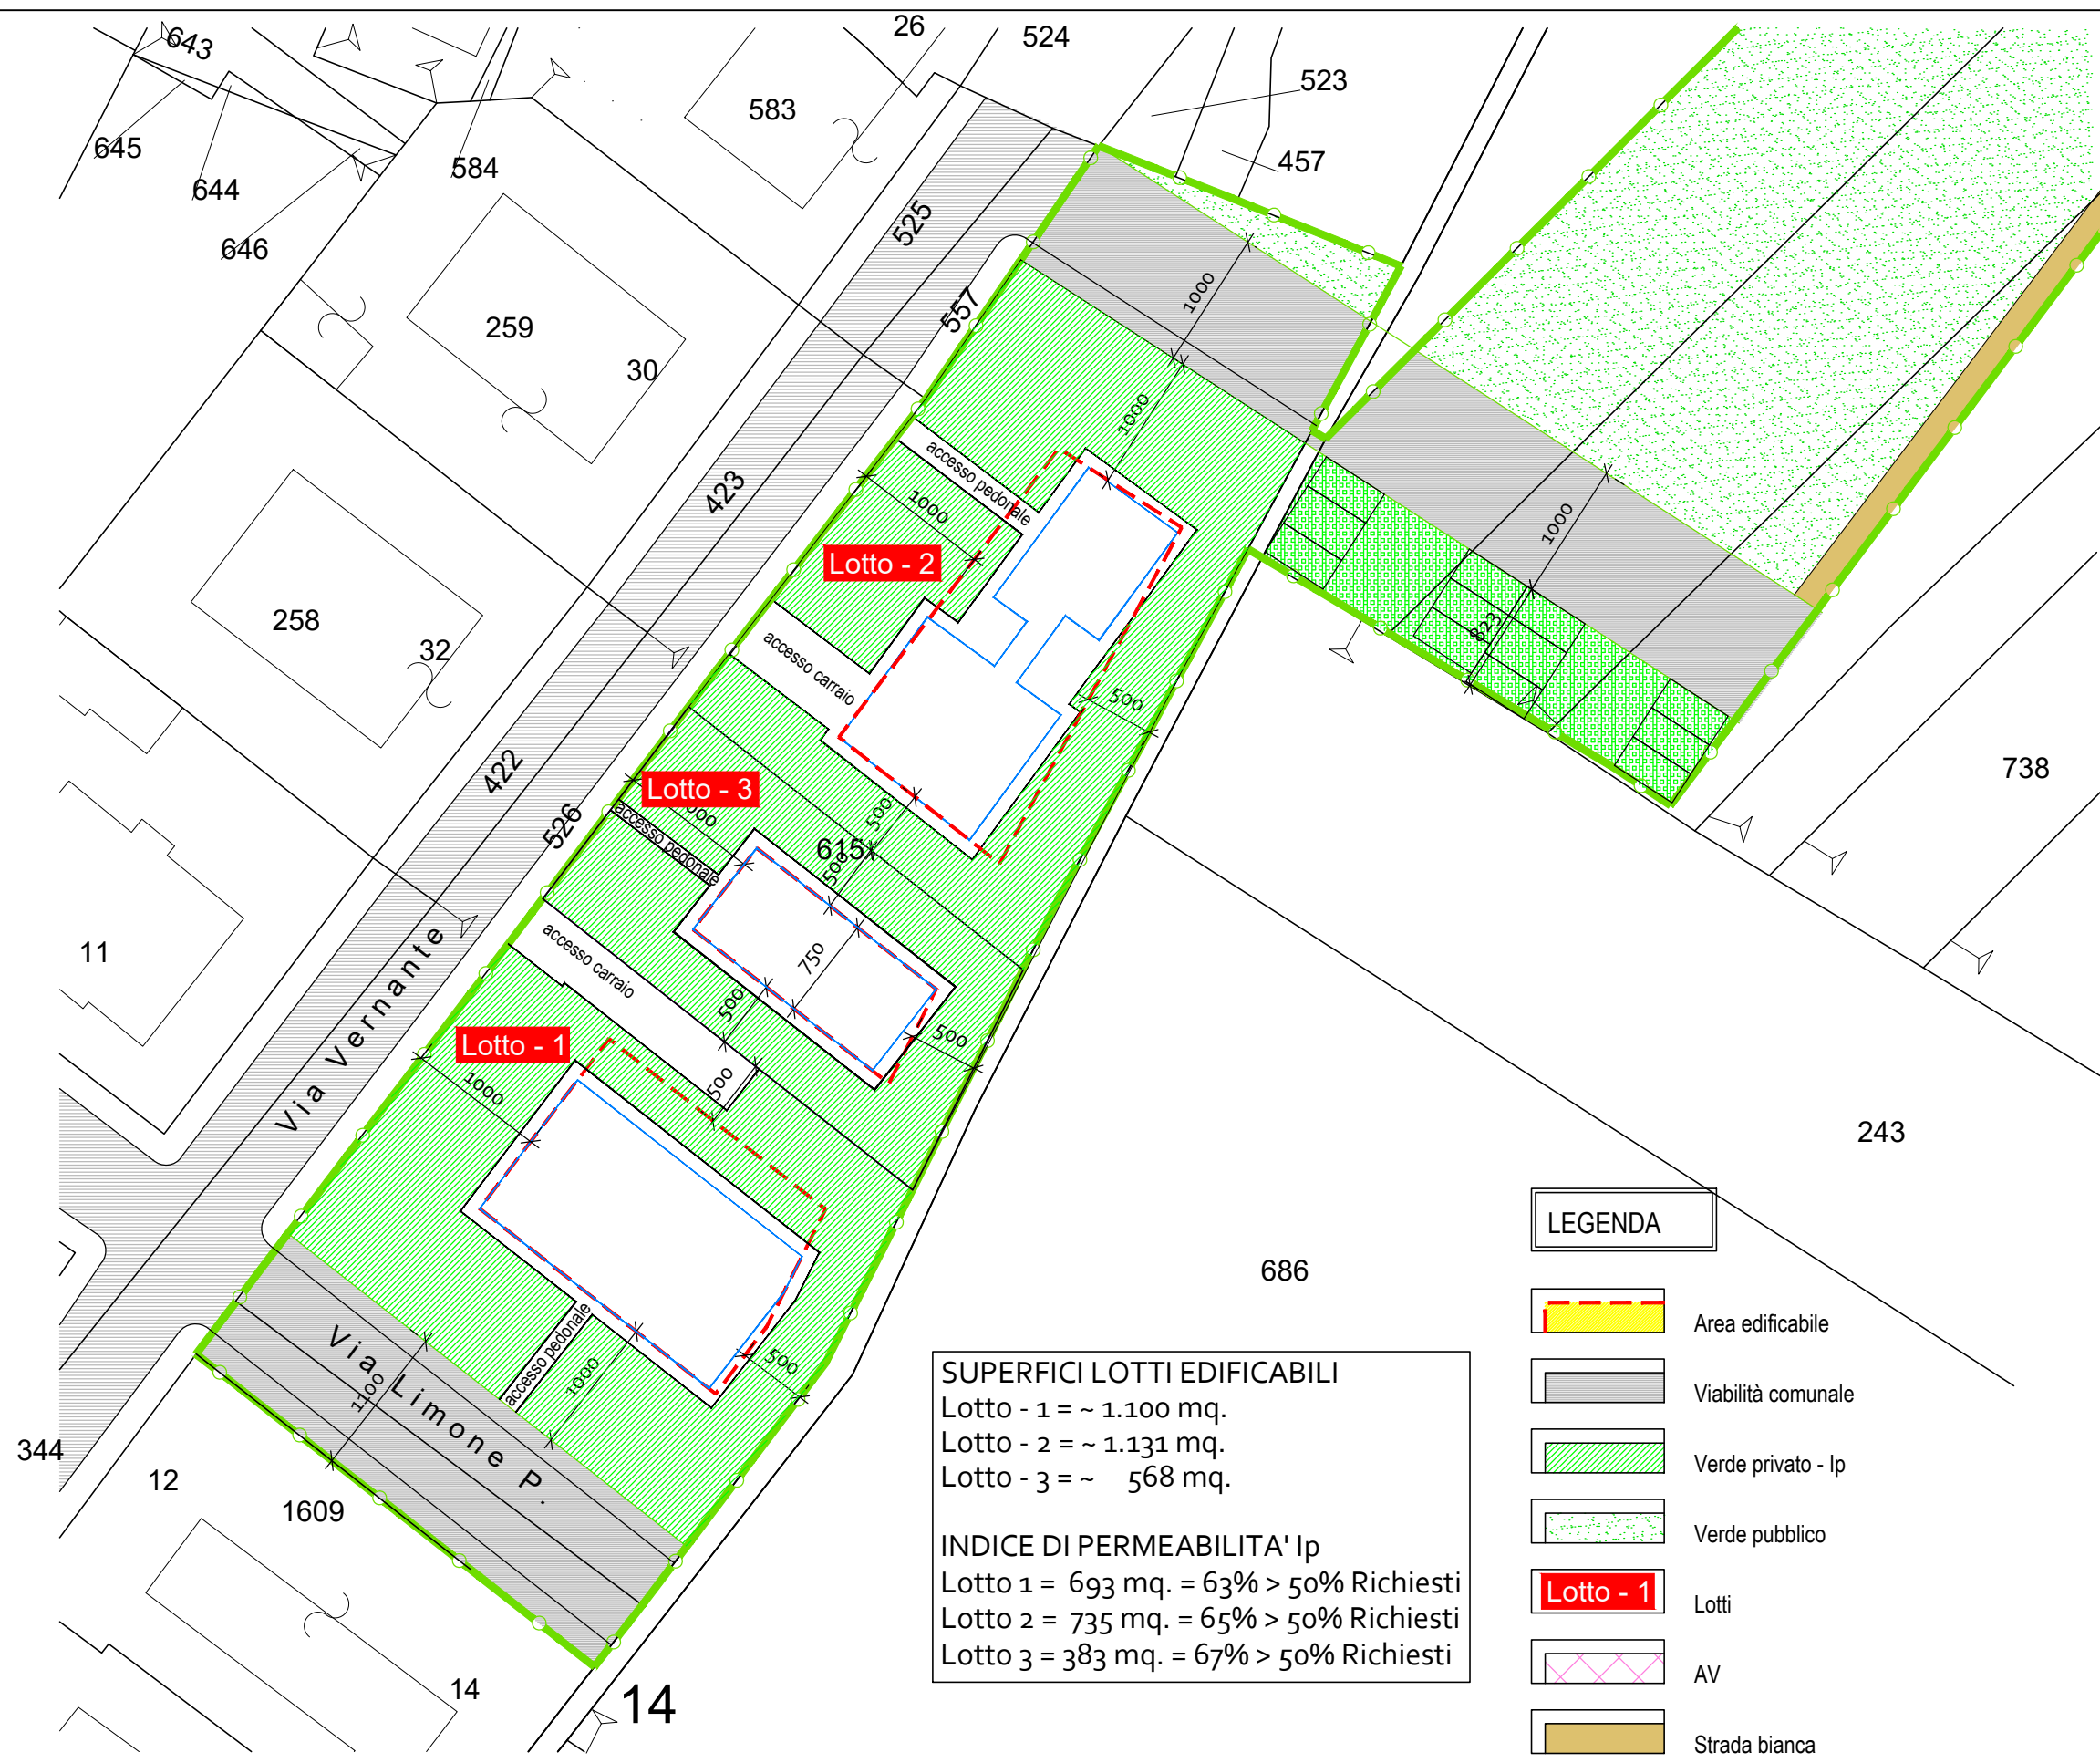 643
26
524
523
583
645
584
457
644
525
646
557
259
1000
30
1000
accesso pedonale
423
1000
1000
Lotto - 2
258
823
32
accesso carraio
500
422
Lotto - 3
738
000
500
accesso pedonale
526
615
500
11
accesso carraio
750
Via Vernante
500
500
Lotto - 1
1000
500
243
LEGENDA
686
Area edificabile
Viabilità comunale
Verde privato - Ip
Verde pubblico
Lotto - 1
Lotti
AV
Strada bianca
accesso pedonale
500
1000
1100
Via Limone P.
344
12
1609
14
14
SUPERFICI LOTTI EDIFICABILI
Lotto - 1 = ~ 1.100 mq.
Lotto - 2 = ~ 1.131 mq.
Lotto - 3 = ~ 568 mq.
INDICE DI PERMEABILITA' Ip
Lotto 1 = 693 mq. = 63% > 50% Richiesti
Lotto 2 = 735 mq. = 65% > 50% Richiesti
Lotto 3 = 383 mq. = 67% > 50% Richiesti